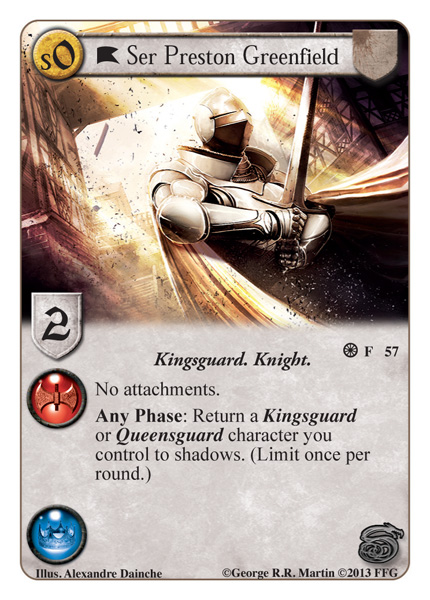 s0 Ser Preston Greenfield
2
Kingsguard. Knight.
F 57
No attachments.
Any Phase: Return a Kingsguard
or Queensguard character you
control to shadows. (Limit once per
round.)
Illus. Alexandre Dainche ©George R.R. Martin ©2013 FFG